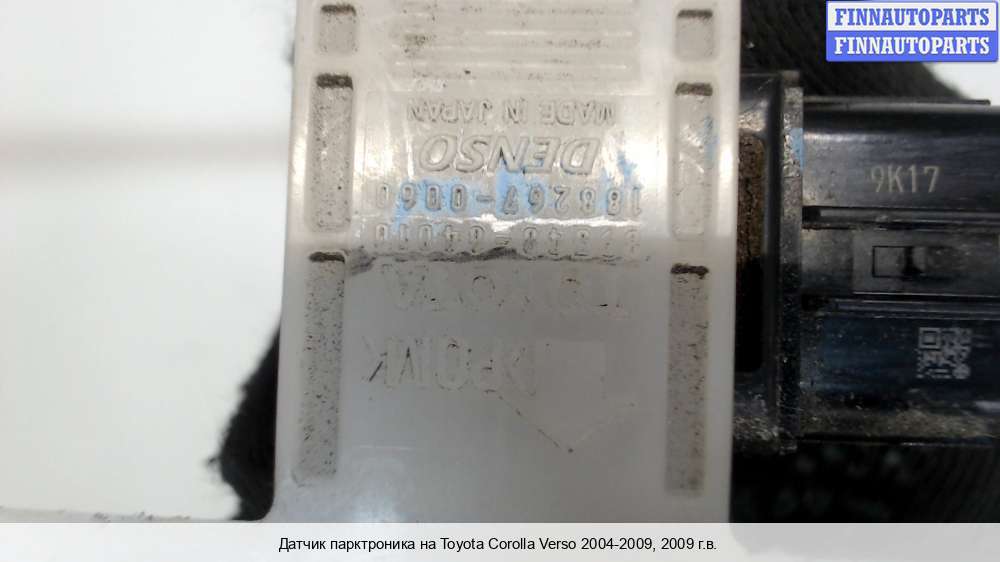 FINNAUTOPARTS
FINNAUTOPARTS
MADE IN JAPAN
DENSO
188267-0060
TOYOTA
9K17
Датчик парктроника на Toyota Corolla Verso 2004-2009, 2009 г.в.